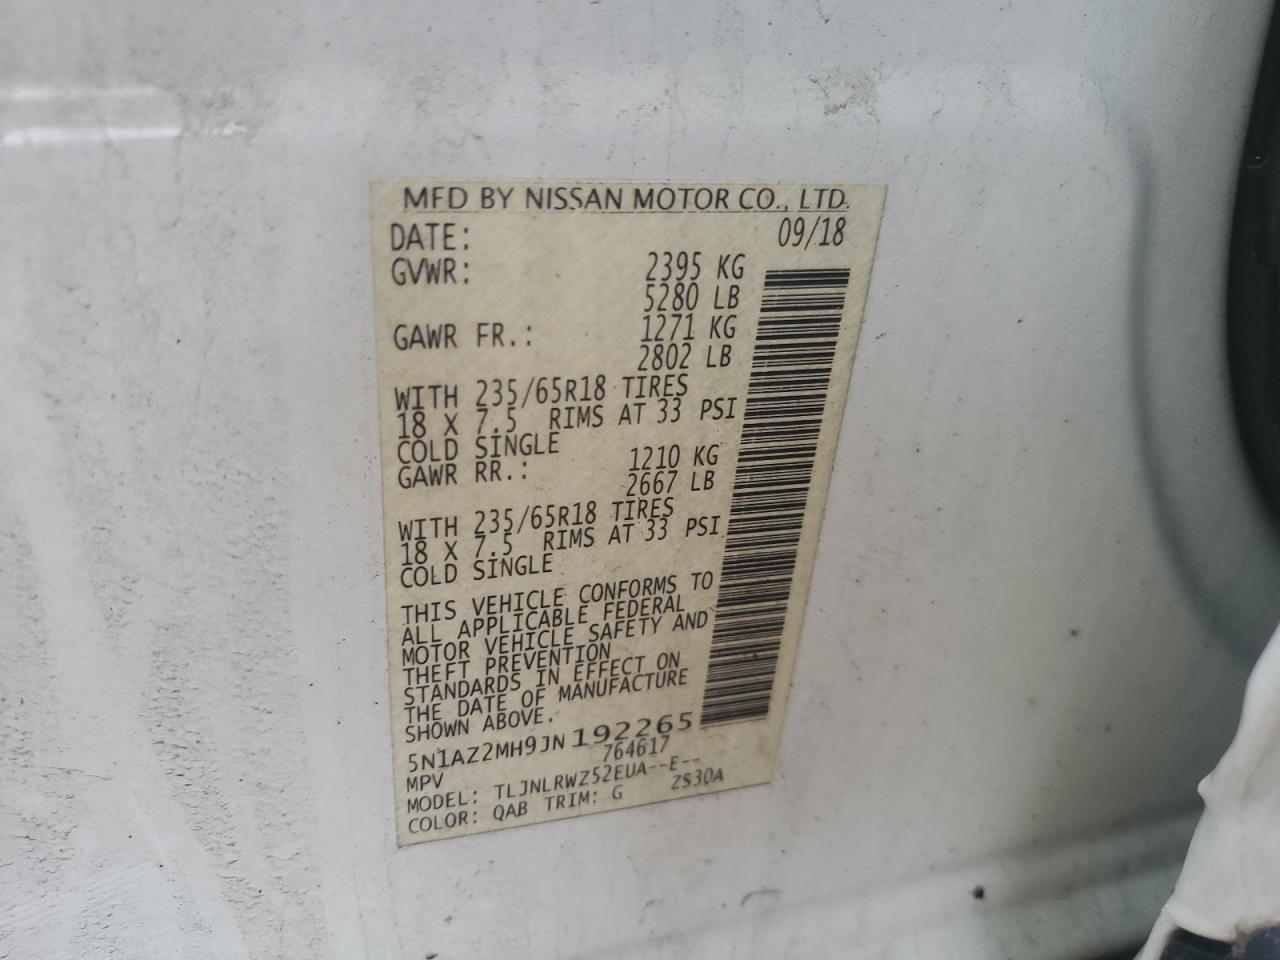 MFD BY NISSAN MOTOR CO., LTD.
DATE: 09/18
GVWR: 2395 KG
5280 LB
GAWR FR.: 1271 KG
2802 LB
WITH 235/65R18 TIRES
18 X 7.5 RIMS AT 33 PSI
COLD SINGLE
GAWR RR.: 1210 KG
2667 LB
WITH 235/65R18 TIRES
18 X 7.5 RIMS AT 33 PSI
COLD SINGLE
THIS VEHICLE CONFORMS TO
ALL APPLICABLE FEDERAL
MOTOR VEHICLE SAFETY AND
THEFT PREVENTION
STANDARDS IN EFFECT ON
THE DATE OF MANUFACTURE
SHOWN ABOVE.
5N1AZ2MH9JN192265
MPV 764617
MODEL: TLJNLRWZ52EUA--E--
COLOR: QAB TRIM: G ZS30A